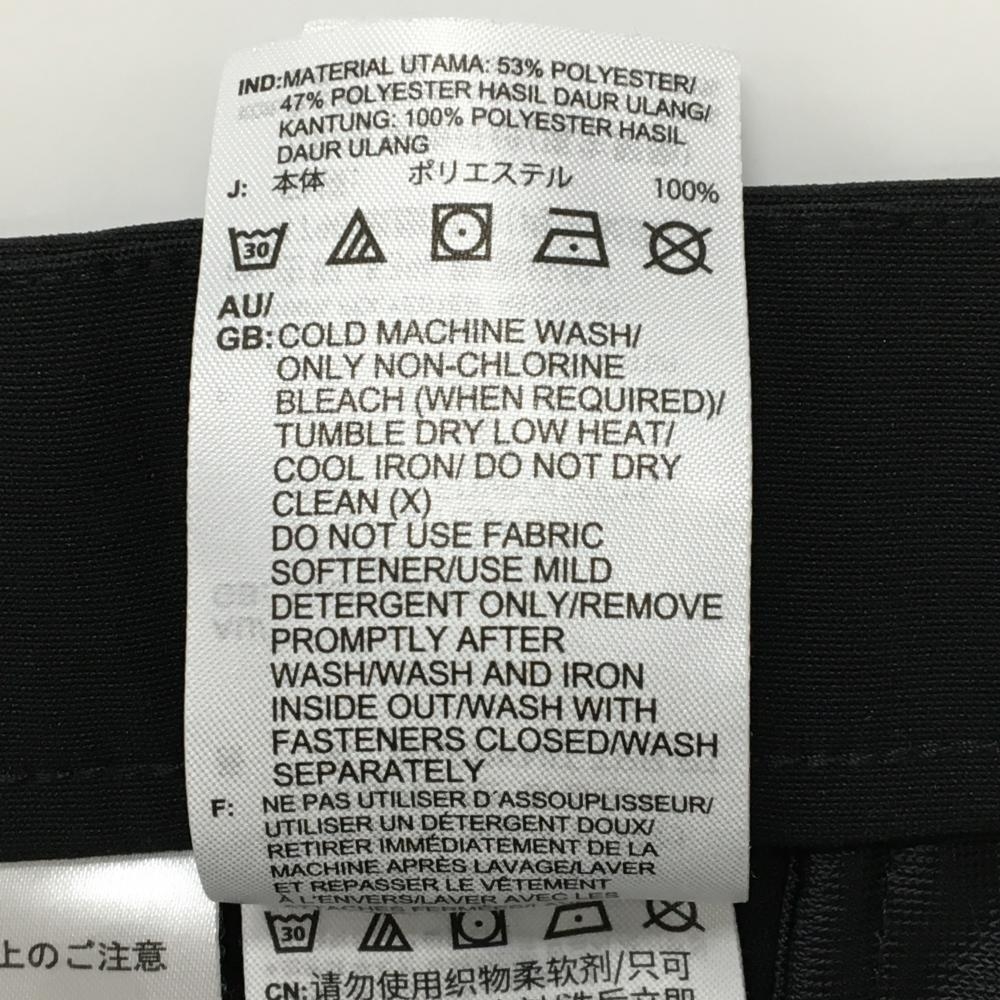 IND:MATERIAL UTAMA: 53% POLYESTER/
47% POLYESTER HASIL DAUR ULANG/
KANTUNG: 100% POLYESTER HASIL
DAUR ULANG
J: 本体 ポリエステル 100%
30
AU/
GB:COLD MACHINE WASH/
ONLY NON-CHLORINE
BLEACH (WHEN REQUIRED)/
TUMBLE DRY LOW HEAT/
COOL IRON/ DO NOT DRY
CLEAN (X)
DO NOT USE FABRIC
SOFTENER/USE MILD
DETERGENT ONLY/REMOVE
PROMPTLY AFTER
WASH/WASH AND IRON
INSIDE OUT/WASH WITH
FASTENERS CLOSED/WASH
SEPARATELY
F: NE PAS UTILISER D´ASSOUPLISSEUR/
UTILISER UN DÉTERGENT DOUX/
RETIRER IMMÉDIATEMENT DE LA
MACHINE APRÈS LAVAGE/LAVER
ET REPASSER LE VÊTEMENT
À L'ENVERS/LAVER AVEC LES
30
上のご注意
CN:请勿使用织物柔软剂/只可